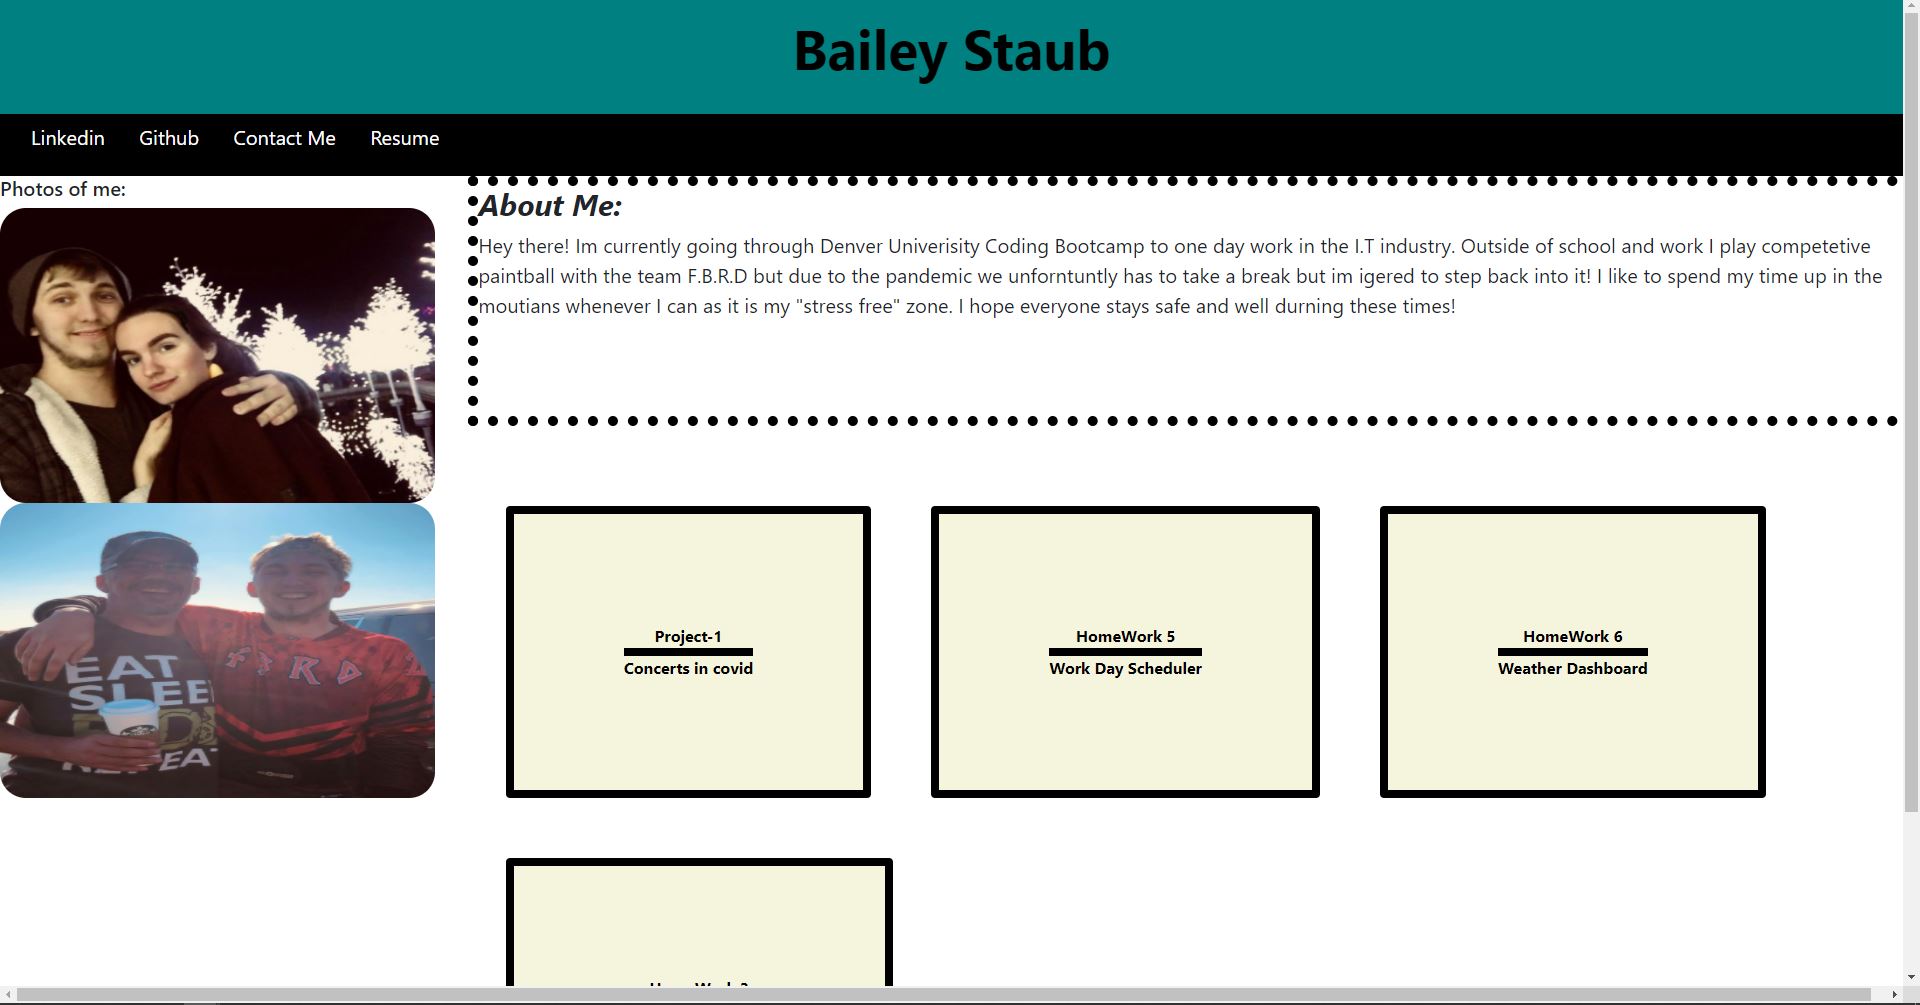 Bailey Staub
Linkedin Github Contact Me Resume
Photos of me:
About Me:
Hey there! Im currently going through Denver Univerisity Coding Bootcamp to one day work in the I.T industry. Outside of school and work I play competetive
paintball with the team F.B.R.D but due to the pandemic we unforntuntly has to take a break but im igered to step back into it! I like to spend my time up in the
moutians whenever I can as it is my "stress free" zone. I hope everyone stays safe and well durning these times!
EAT
SLEE
REPEAT
Project-1
Concerts in covid
HomeWork 5
Work Day Scheduler
HomeWork 6
Weather Dashboard